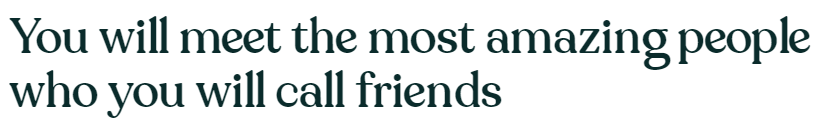 You will meet the most amazing people
who you will call friends